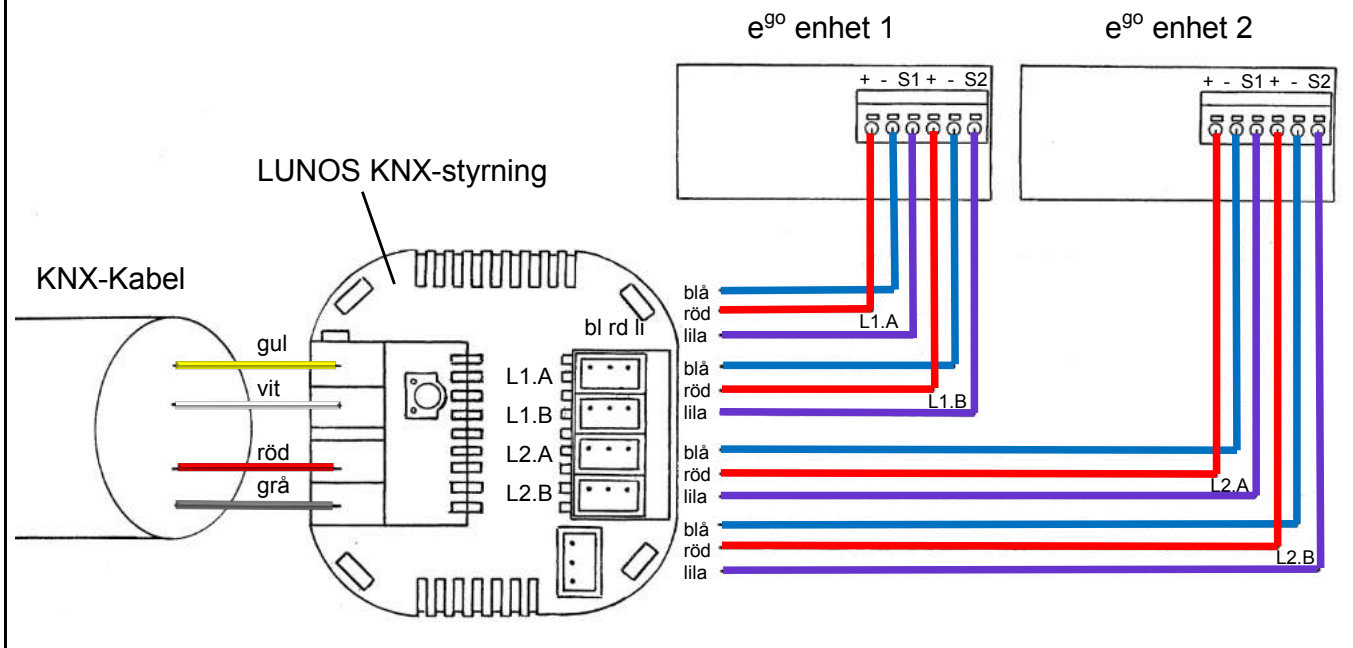 e^go enhet 1
e^go enhet 2
+ - S1 + - S2
+ - S1 + - S2
LUNOS KNX-styrning
KNX-Kabel
bl rd li
gul
vit
röd
grå
L1.A
L1.B
L2.A
L2.B
blå
röd
lila
L1.A
blå
röd
lila
L1.B
blå
röd
lila
L2.A
blå
röd
lila
L2.B